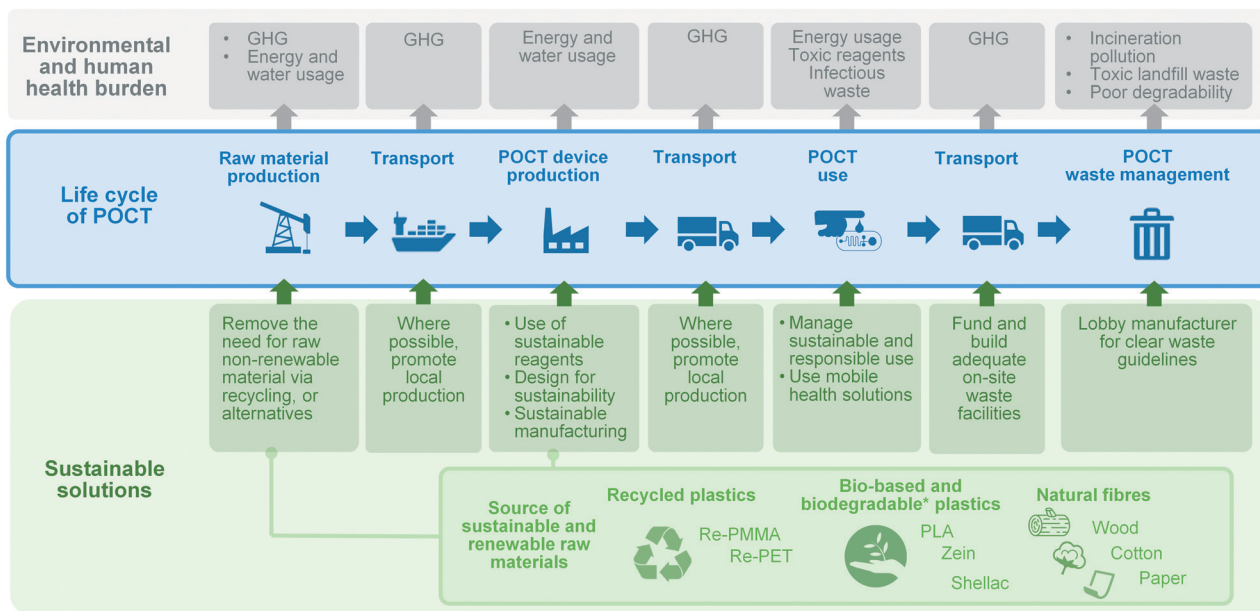 Environmental
and human
health burden
• GHG
• Energy and
water usage
GHG
Energy and
water usage
GHG
Energy usage
Toxic reagents
Infectious
waste
GHG
• Incineration
pollution
• Toxic landfill waste
• Poor degradability
Life cycle
of POCT
Raw material
production
Transport
POCT device
production
Transport
POCT
use
Transport
POCT
waste management
Sustainable
solutions
Remove the
need for raw
non-renewable
material via
recycling, or
alternatives
Where
possible,
promote
local
production
• Use of
sustainable
reagents
• Design for
sustainability
• Sustainable
manufacturing
Where
possible,
promote
local
production
• Manage
sustainable and
responsible use
• Use mobile
health solutions
Fund and
build
adequate
on-site
waste
facilities
Lobby manufacturer
for clear waste
guidelines
Source of
sustainable and
renewable raw
materials
Recycled plastics
Re-PMMA
Re-PET
Bio-based and
biodegradable* plastics
PLA
Zein
Shellac
Natural fibres
Wood
Cotton
Paper